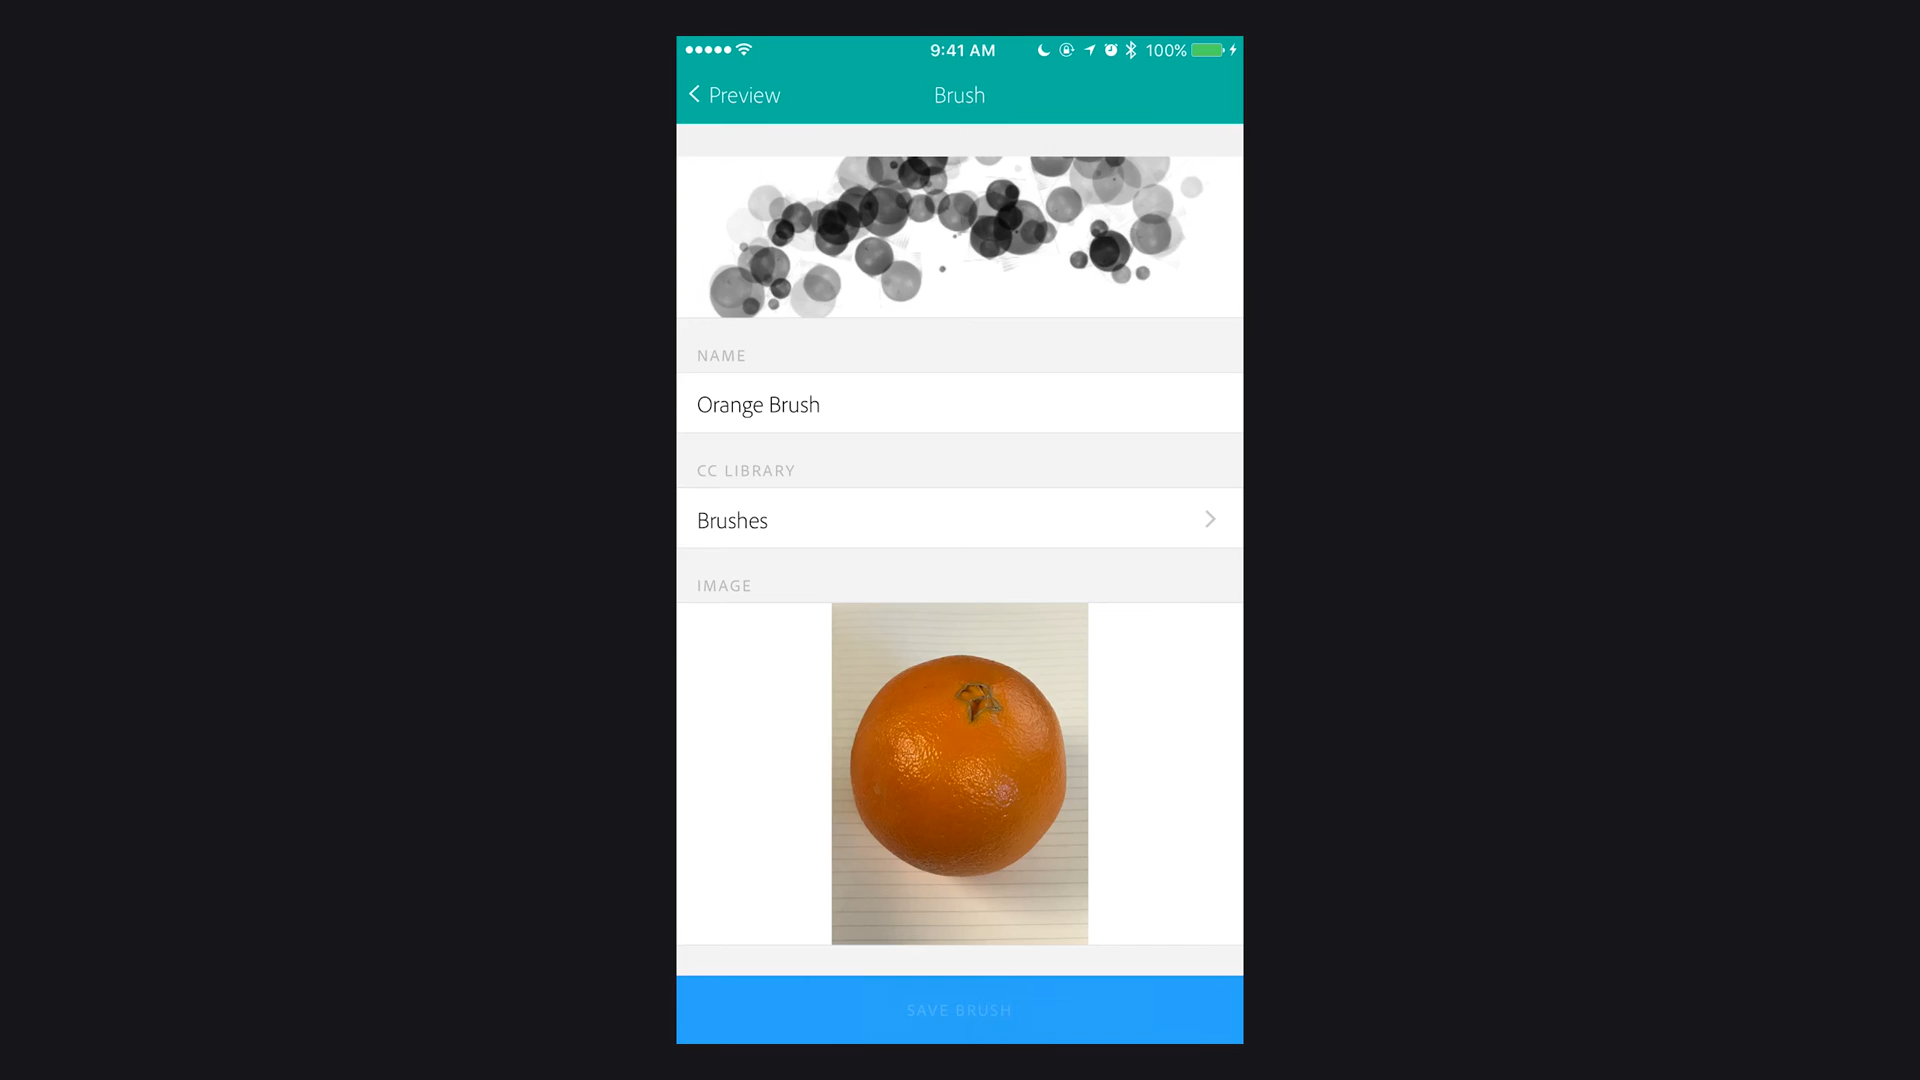 9:41 AM
100%
Preview
Brush
NAME
Orange Brush
CC LIBRARY
Brushes
IMAGE
SAVE BRUSH